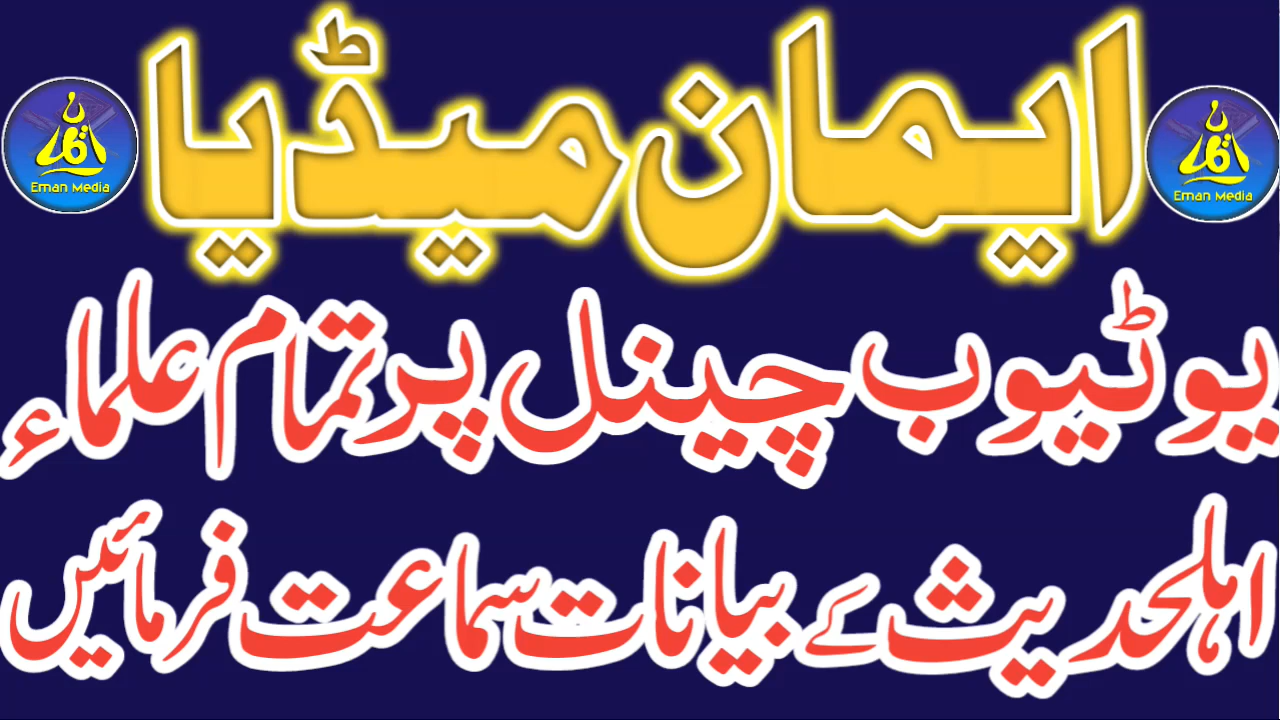 ایمان میڈیا
Eman Media
Eman Media
یوٹیوب چینل پر تمام علماء
اہلحدیث کے بیانات سماعت فرمائیں